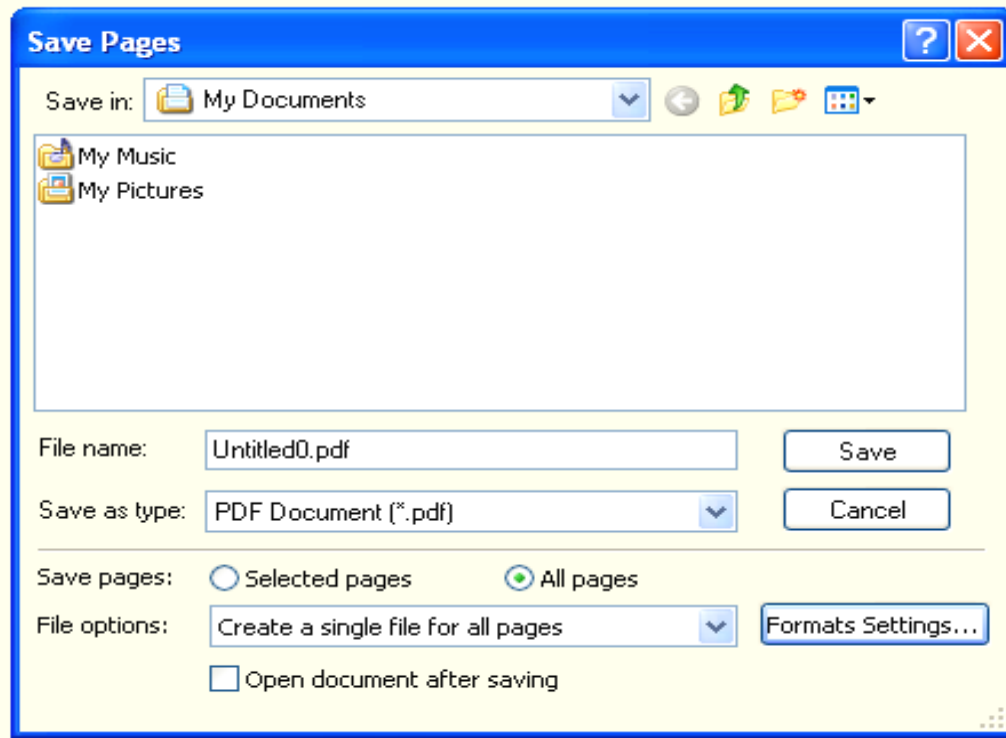 Save Pages
Save in: My Documents
My Music
My Pictures
File name: Untitled0.pdf Save
Save as type: PDF Document (*.pdf) Cancel
Save pages: Selected pages All pages
File options: Create a single file for all pages Formats Settings...
Open document after saving